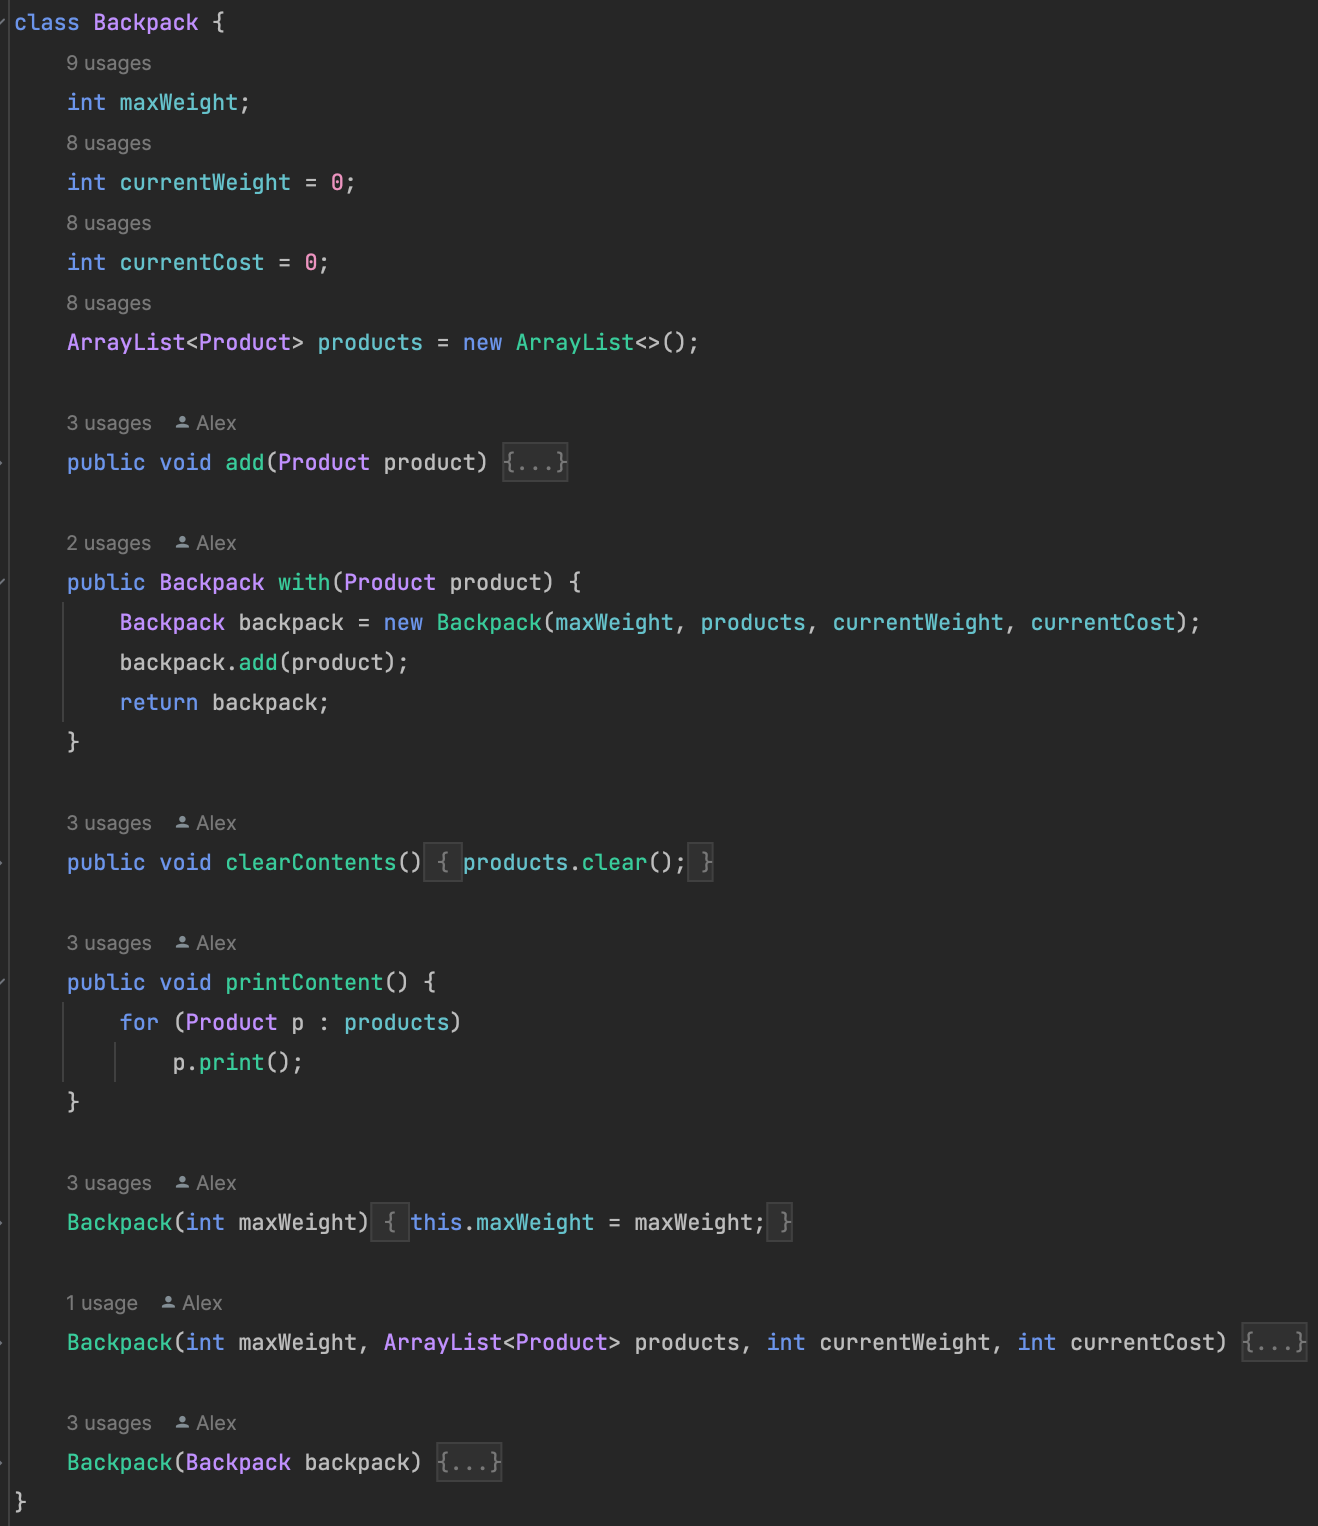 class Backpack {
9 usages
int maxWeight;
8 usages
int currentWeight = 0;
8 usages
int currentCost = 0;
8 usages
ArrayList<Product> products = new ArrayList<>();
3 usages Alex
public void add(Product product) {...}
2 usages Alex
public Backpack with(Product product) {
Backpack backpack = new Backpack(maxWeight, products, currentWeight, currentCost);
backpack.add(product);
return backpack;
}
3 usages Alex
public void clearContents() { products.clear(); }
3 usages Alex
public void printContent() {
for (Product p : products)
p.print();
}
3 usages Alex
Backpack(int maxWeight) { this.maxWeight = maxWeight; }
1 usage Alex
Backpack(int maxWeight, ArrayList<Product> products, int currentWeight, int currentCost) {...}
3 usages Alex
Backpack(Backpack backpack) {...}
}